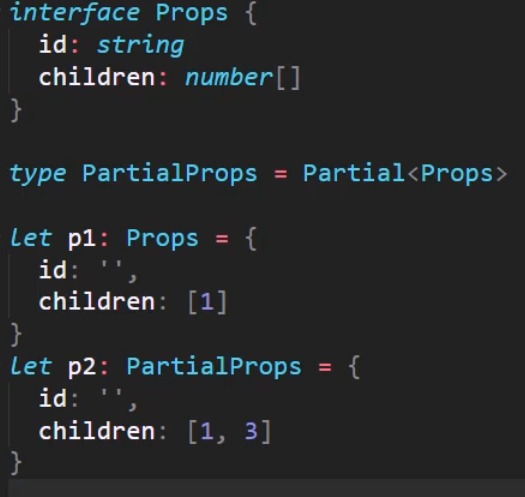 interface Props {
  id: string
  children: number[]
}

type PartialProps = Partial<Props>

let p1: Props = {
  id: '',
  children: [1]
}
let p2: PartialProps = {
  id: '',
  children: [1, 3]
}